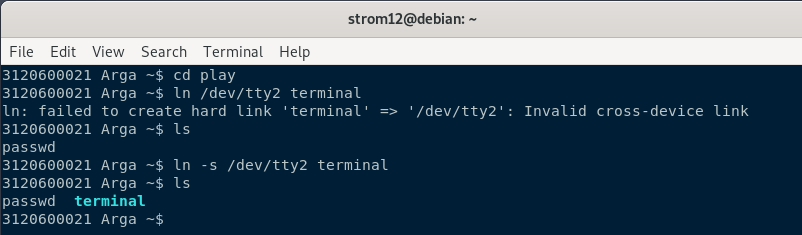 strom12@debian: ~
File Edit View Search Terminal Help
3120600021 Arga ~$ cd play
3120600021 Arga ~$ ln /dev/tty2 terminal
ln: failed to create hard link 'terminal' => '/dev/tty2': Invalid cross-device link
3120600021 Arga ~$ ls
passwd
3120600021 Arga ~$ ln -s /dev/tty2 terminal
3120600021 Arga ~$ ls
passwd  terminal
3120600021 Arga ~$